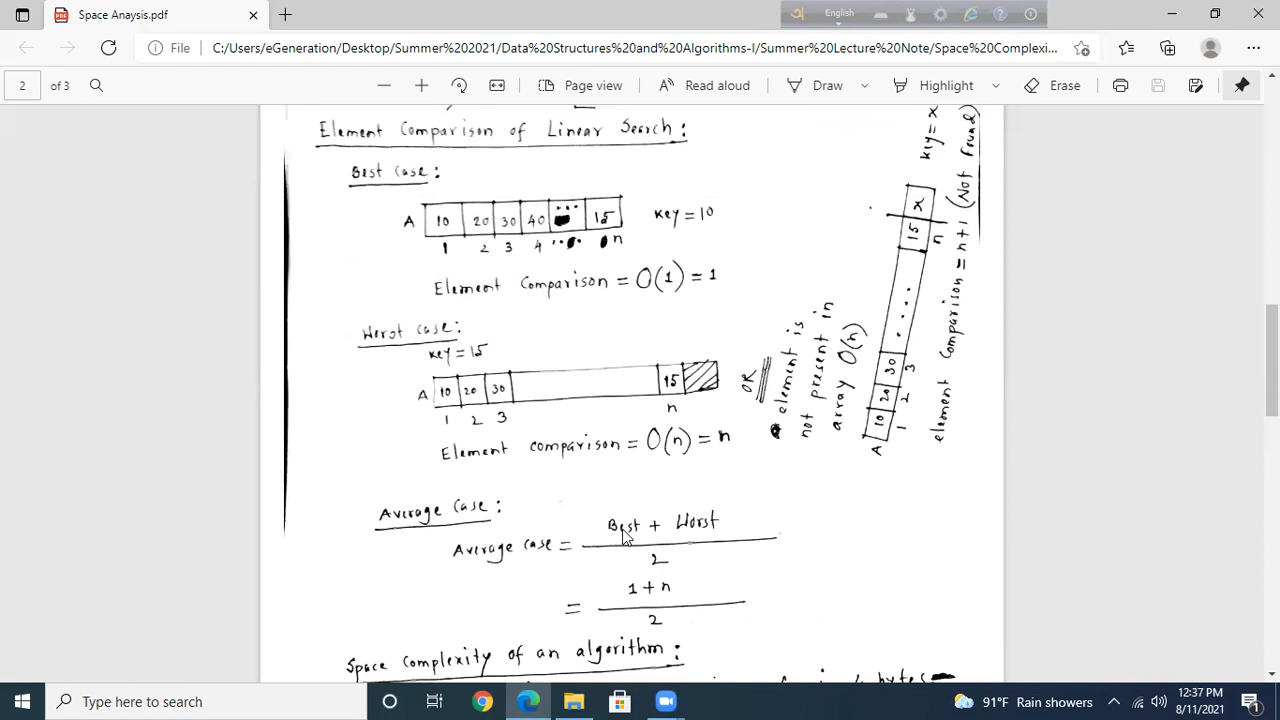 Space Anaysis.pdf
English
File
C:/Users/eGeneration/Desktop/Summer%202021/Data%20Structures%20and%20Algorithms-I/Summer%20Lecture%20Note/Space%20Complexi...
2 of 3
Page view
Read aloud
Draw
Highlight
Erase
Element Comparison of Linear Search:
Best Case:
A 10 20 30 40 ... 15 Key = 10
1 2 3 4 .. n
Element Comparison = O(1) = 1
Worst Case:
Key = 15
A 10 20 30 15
1 2 3 n
Element comparison = O(n) = n
OR
element is
not present in
array O(n)
A 10 20 30 .... 15 x key = x
1 2 3 n
element comparison = n+1 (Not Found)
Average Case:
Average Case = Best + Worst
2
= 1 + n
2
Space Complexity of an algorithm:
Type here to search
91°F Rain showers
12:37 PM
8/11/2021